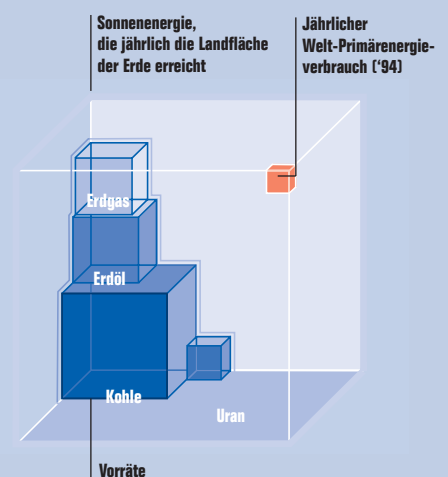 Sonnenenergie,
die jährlich die Landfläche
der Erde erreicht
Jährlicher
Welt-Primärenergie-
verbrauch (‘94)
Erdgas
Erdöl
Kohle
Uran
Vorräte